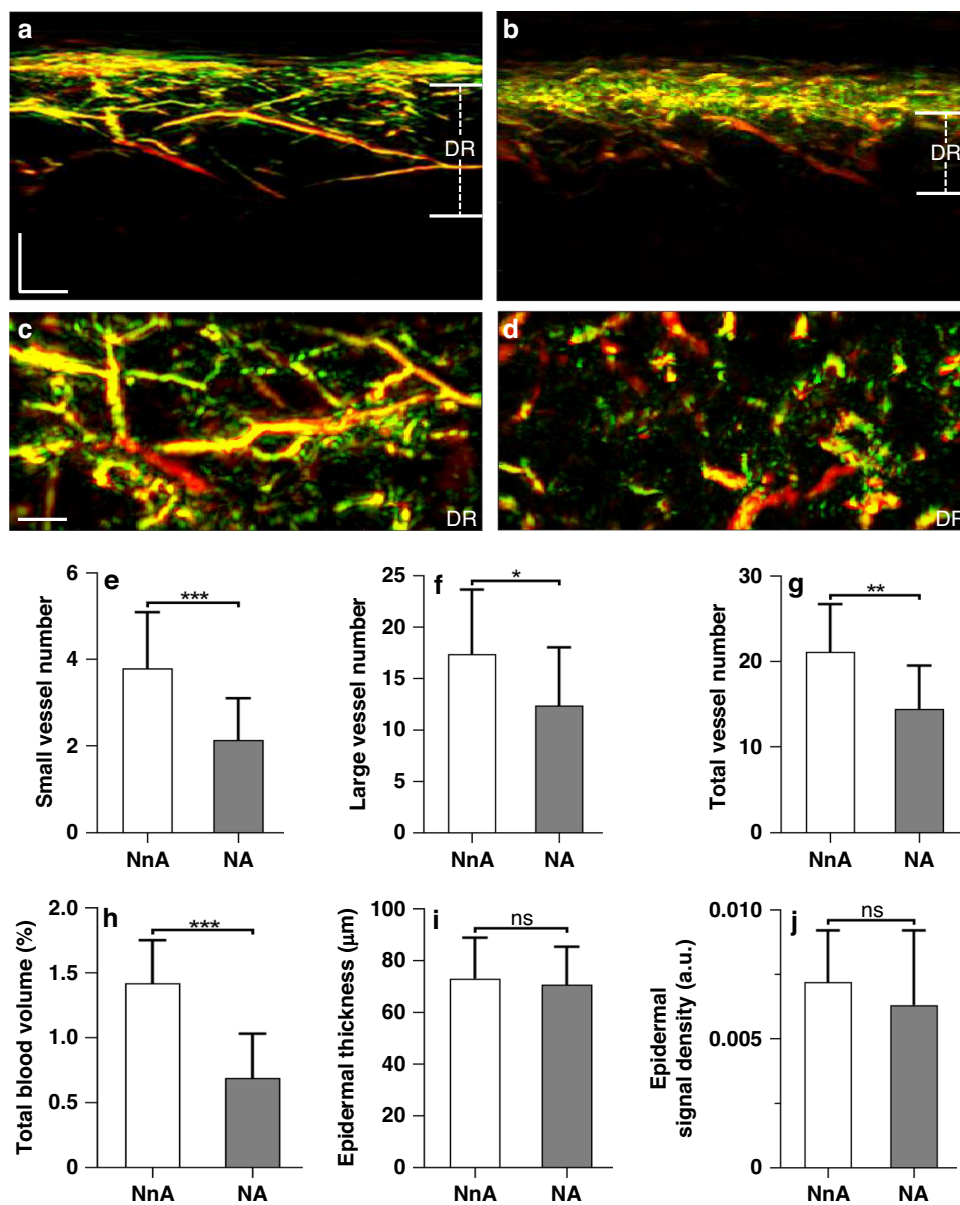 a
b
DR
DR
c
d
DR
DR
e
Small vessel number
6
4
2
0
***
NnA
NA
f
Large vessel number
25
20
15
10
5
0
*
NnA
NA
g
Total vessel number
30
20
10
0
**
NnA
NA
h
Total blood volume (%)
2.0
1.5
1.0
0.5
0
***
NnA
NA
i
Epidermal thickness (μm)
100
80
60
40
20
0
ns
NnA
NA
j
Epidermal
signal density (a.u.)
0.010
0.005
0
ns
NnA
NA